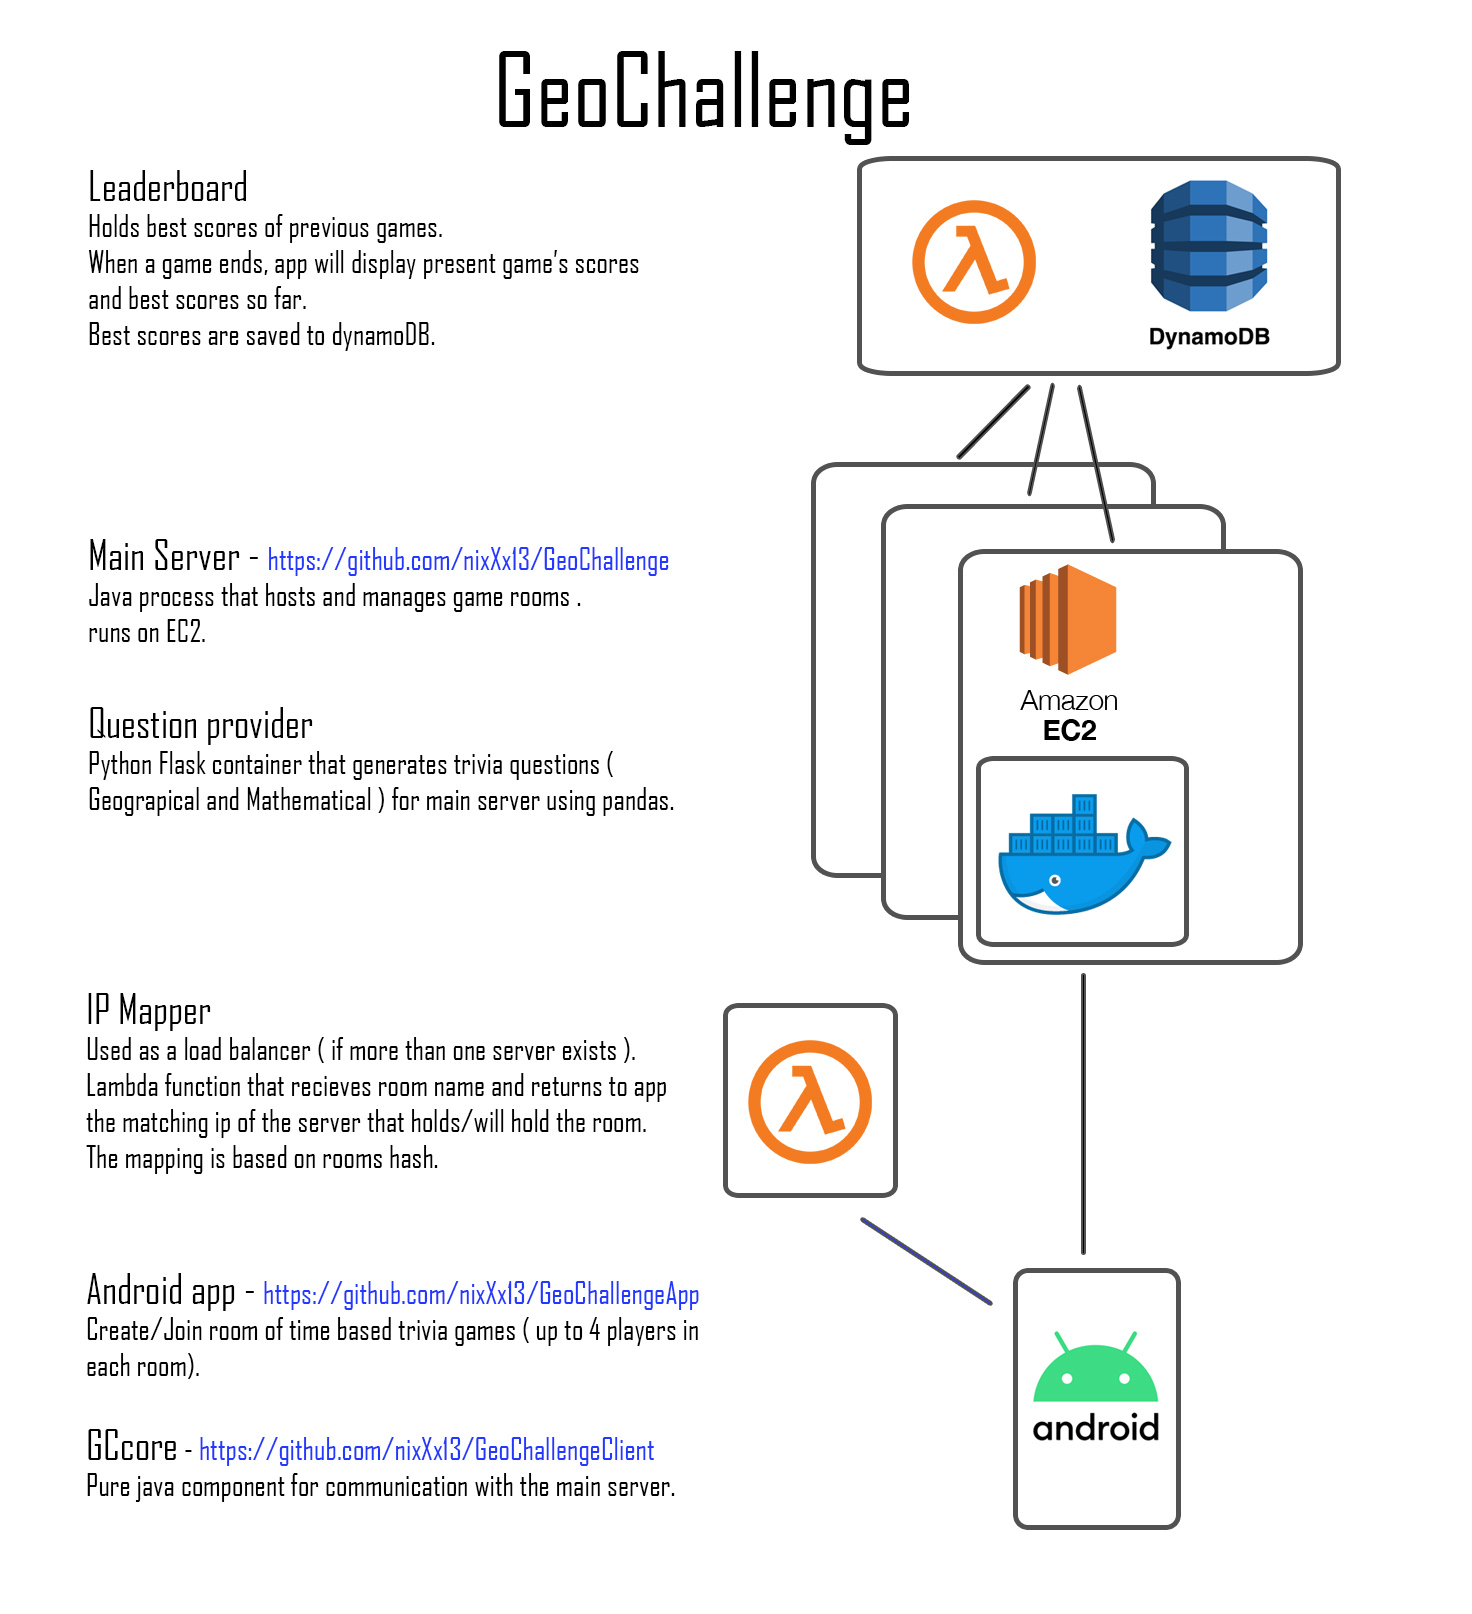 GeoChallenge
Leaderboard
Holds best scores of previous games.
When a game ends, app will display present game's scores
and best scores so far.
Best scores are saved to dynamoDB.
DynamoDB
Main Server - https://github.com/nixXx13/GeoChallenge
Java process that hosts and manages game rooms .
runs on EC2.
Amazon
EC2
Question provider
Python Flask container that generates trivia questions (
Geograpical and Mathematical ) for main server using pandas.
IP Mapper
Used as a load balancer ( if more than one server exists ).
Lambda function that recieves room name and returns to app
the matching ip of the server that holds/will hold the room.
The mapping is based on rooms hash.
Android app - https://github.com/nixXx13/GeoChallengeApp
Create/Join room of time based trivia games ( up to 4 players in
each room).
android
GCcore - https://github.com/nixXx13/GeoChallengeClient
Pure java component for communication with the main server.